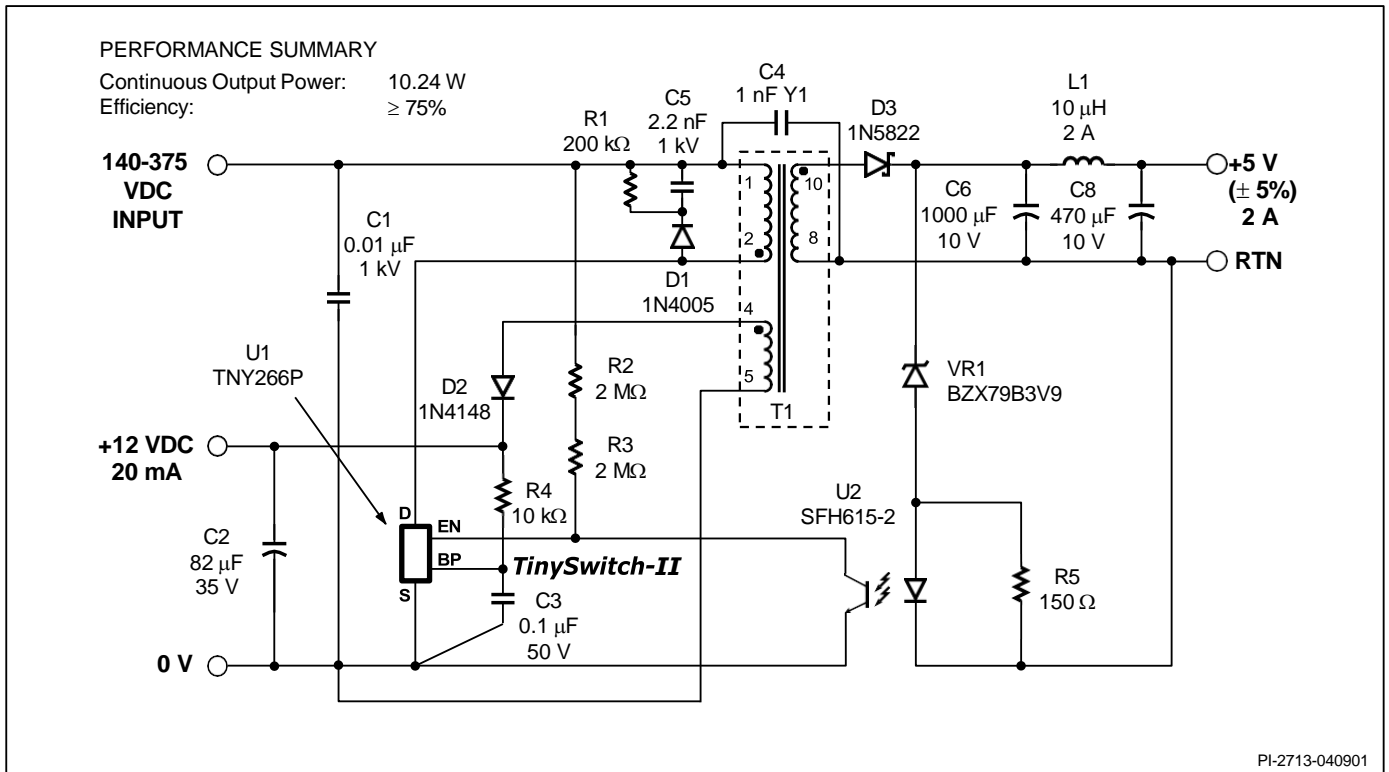 PERFORMANCE SUMMARY
Continuous Output Power: 10.24 W
Efficiency: ≥ 75%
C4
1 nF Y1
C5
2.2 nF
1 kV
R1
200 kΩ
D3
1N5822
L1
10 µH
2 A
140-375
VDC
INPUT
C1
0.01 µF
1 kV
1
2
10
8
C6
1000 µF
10 V
C8
470 µF
10 V
+5 V
(± 5%)
2 A
RTN
D1
1N4005
4
5
T1
U1
TNY266P
D2
1N4148
R2
2 MΩ
R3
2 MΩ
VR1
BZX79B3V9
+12 VDC
20 mA
R4
10 kΩ
U2
SFH615-2
C2
82 µF
35 V
D
EN
BP
S
TinySwitch-II
C3
0.1 µF
50 V
R5
150 Ω
0 V
PI-2713-040901